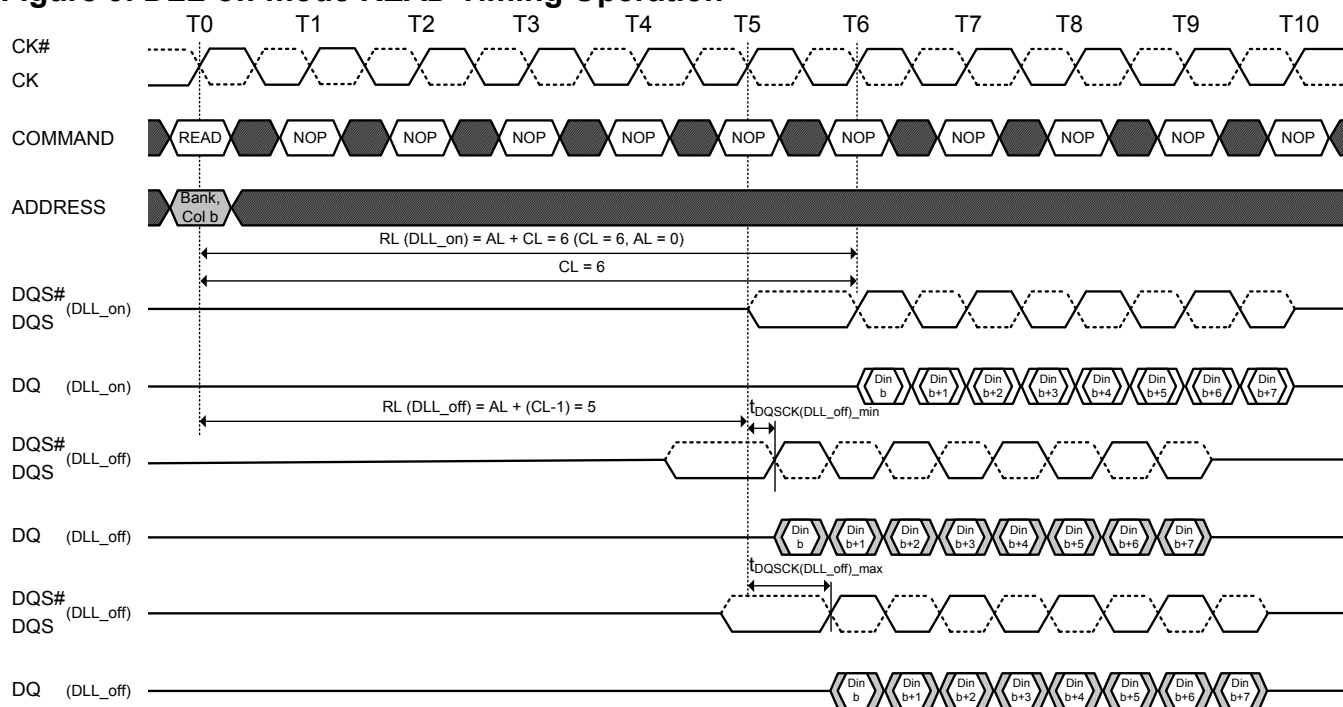 Figure DLL-off mode READ Timing Operation
T0 T1 T2 T3 T4 T5 T6 T7 T8 T9 T10
CK#
CK
COMMAND READ NOP NOP NOP NOP NOP NOP NOP NOP NOP NOP
ADDRESS
Bank,
Col b
RL (DLL_on) = AL + CL = 6 (CL = 6, AL = 0)
CL = 6
DQS#
(DLL_on)
DQS
DQ (DLL_on)
Din b
Din b+1
Din b+2
Din b+3
Din b+4
Din b+5
Din b+6
Din b+7
RL (DLL_off) = AL + (CL-1) = 5
tDQSCK(DLL_off)_min
DQS#
(DLL_off)
DQS
DQ (DLL_off)
Din b
Din b+1
Din b+2
Din b+3
Din b+4
Din b+5
Din b+6
Din b+7
tDQSCK(DLL_off)_max
DQS#
(DLL_off)
DQS
DQ (DLL_off)
Din b
Din b+1
Din b+2
Din b+3
Din b+4
Din b+5
Din b+6
Din b+7